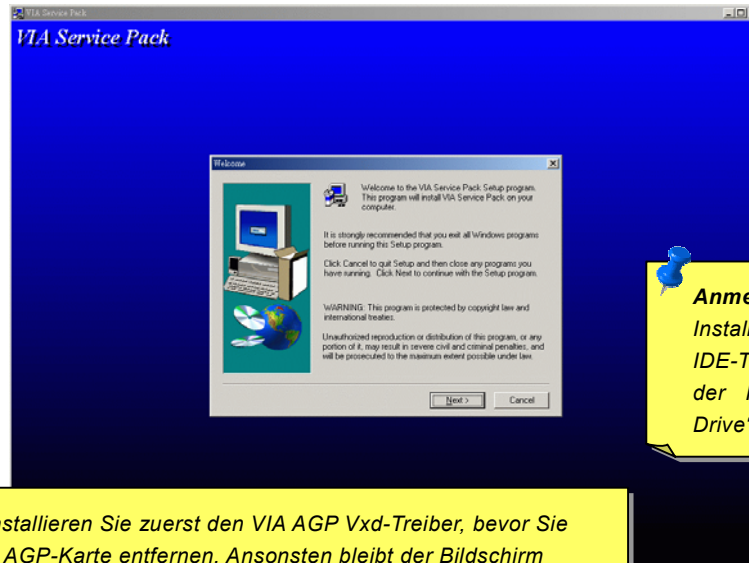 VIA Service Pack
VIA Service Pack
Welcome
Welcome to the VIA Service Pack Setup program.
This program will install VIA Service Pack on your
computer.
It is strongly recommended that you exit all Windows programs
before running this Setup program.
Click Cancel to quit Setup and then close any programs you
have running. Click Next to continue with the Setup program.
WARNING: This program is protected by copyright law and
international treaties.
Unauthorized reproduction or distribution of this program, or any
portion of it, may result in severe civil and criminal penalties, and
will be prosecuted to the maximum extent possible under law.
Next >
Cancel
Anme
Install
IDE-T
der
Drive"
nstallieren Sie zuerst den VIA AGP Vxd-Treiber, bevor Sie
AGP-Karte entfernen. Ansonsten bleibt der Bildschirm